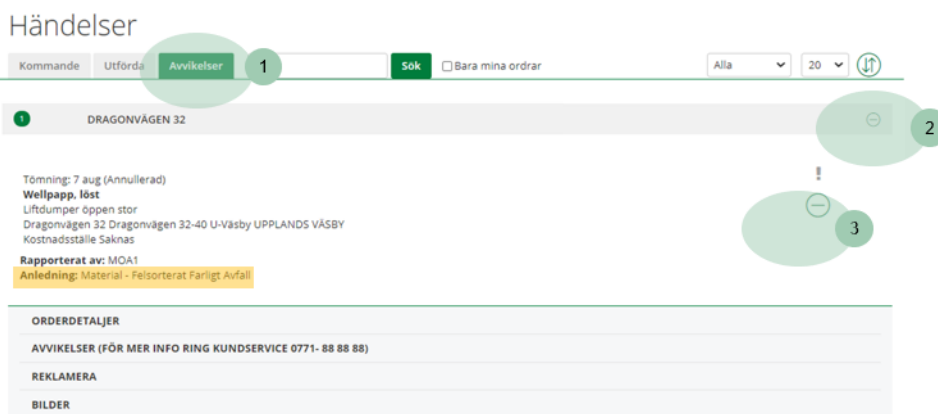 Händelser
Kommande Utförda Avvikelser 1 Sök Bara mina ordrar Alla 20
1 DRAGONVÄGEN 32 2
Tömning: 7 aug (Annullerad) !
Wellpapp, löst
Liftdumper öppen stor
Dragonvägen 32 Dragonvägen 32-40 U-Väsby UPPLANDS VÄSBY 3
Kostnadsställe Saknas
Rapporterat av: MOA1
Anledning: Material - Felsorterat Farligt Avfall
ORDERDETALJER
AVVIKELSER (FÖR MER INFO RING KUNDSERVICE 0771- 88 88 88)
REKLAMERA
BILDER